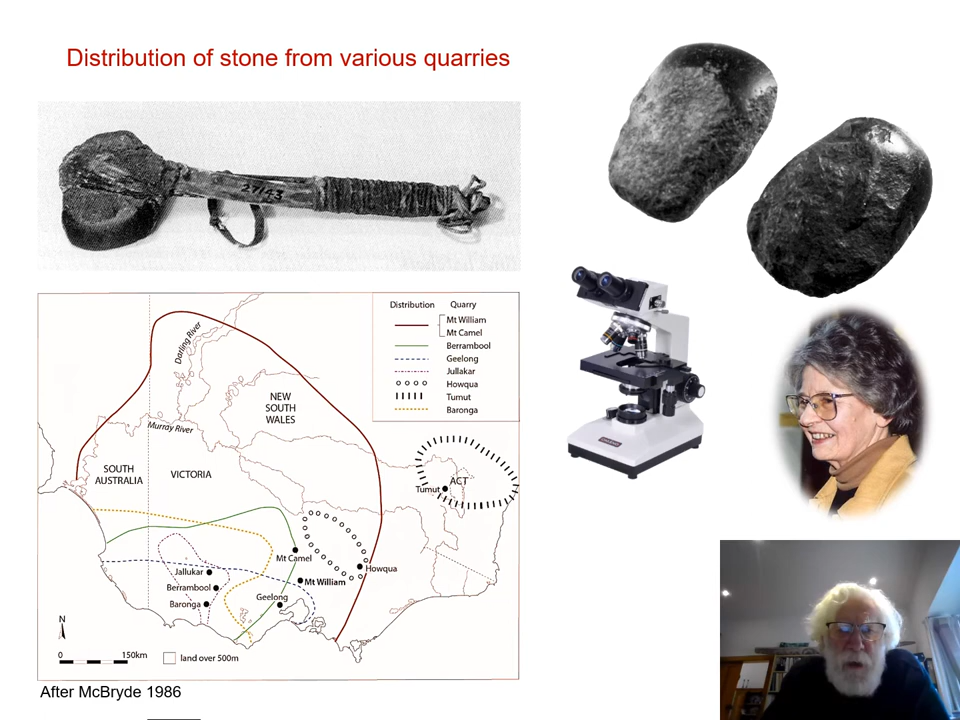 Distribution of stone from various quarries
27143
Distribution
Quarry
Mt William
Mt Camel
Berrambool
Geelong
Jullakar
Howqua
Tumut
Baronga
Darling River
NEW
SOUTH
WALES
Murray River
SOUTH
AUSTRALIA
VICTORIA
ACT
Tumut
Mt Camel
Howqua
Jallukar
Mt William
Berrambool
Geelong
Baronga
N
0
150km
land over 500m
After McBryde 1986